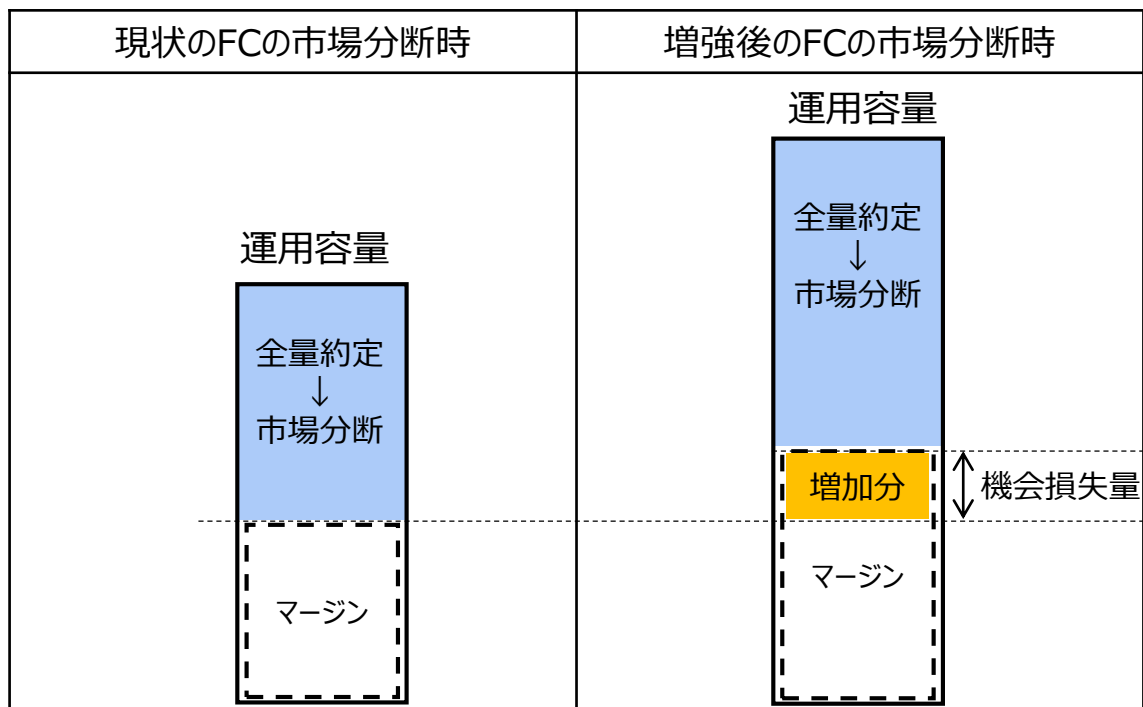 現状のFCの市場分断時
増強後のFCの市場分断時
運用容量
全量約定
↓
市場分断
マージン
運用容量
全量約定
↓
市場分断
増加分
機会損失量
マージン